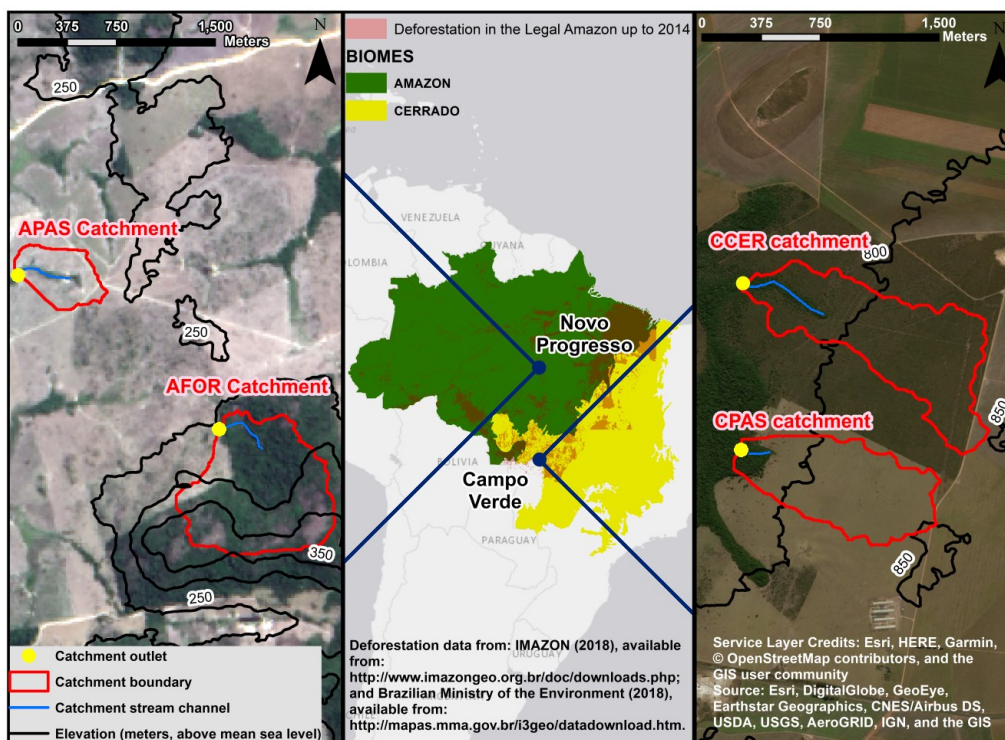 0 375 750 1,500
Meters
N
250
APAS Catchment
250
AFOR Catchment
350
250
Catchment outlet
Catchment boundary
Catchment stream channel
Elevation (meters, above mean sea level)
Deforestation in the Legal Amazon up to 2014
BIOMES
AMAZON
CERRADO
VENEZUELA
GUYANA
OLOMBIA
Novo
Progresso
BOLIVIA
Campo
Verde
PARAGUAY
URUGUAY
Deforestation data from: IMAZON (2018), available
from:
http://www.imazongeo.org.br/doc/downloads.php;
and Brazilian Ministry of the Environment (2018),
available from:
http://mapas.mma.gov.br/i3geo/datadownload.htm.
0 375 750 1,500
Meters
N
800
CCER catchment
850
CPAS catchment
850
Service Layer Credits: Esri, HERE, Garmin,
© OpenStreetMap contributors, and the
GIS user community
Source: Esri, DigitalGlobe, GeoEye,
Earthstar Geographics, CNES/Airbus DS,
USDA, USGS, AeroGRID, IGN, and the GIS